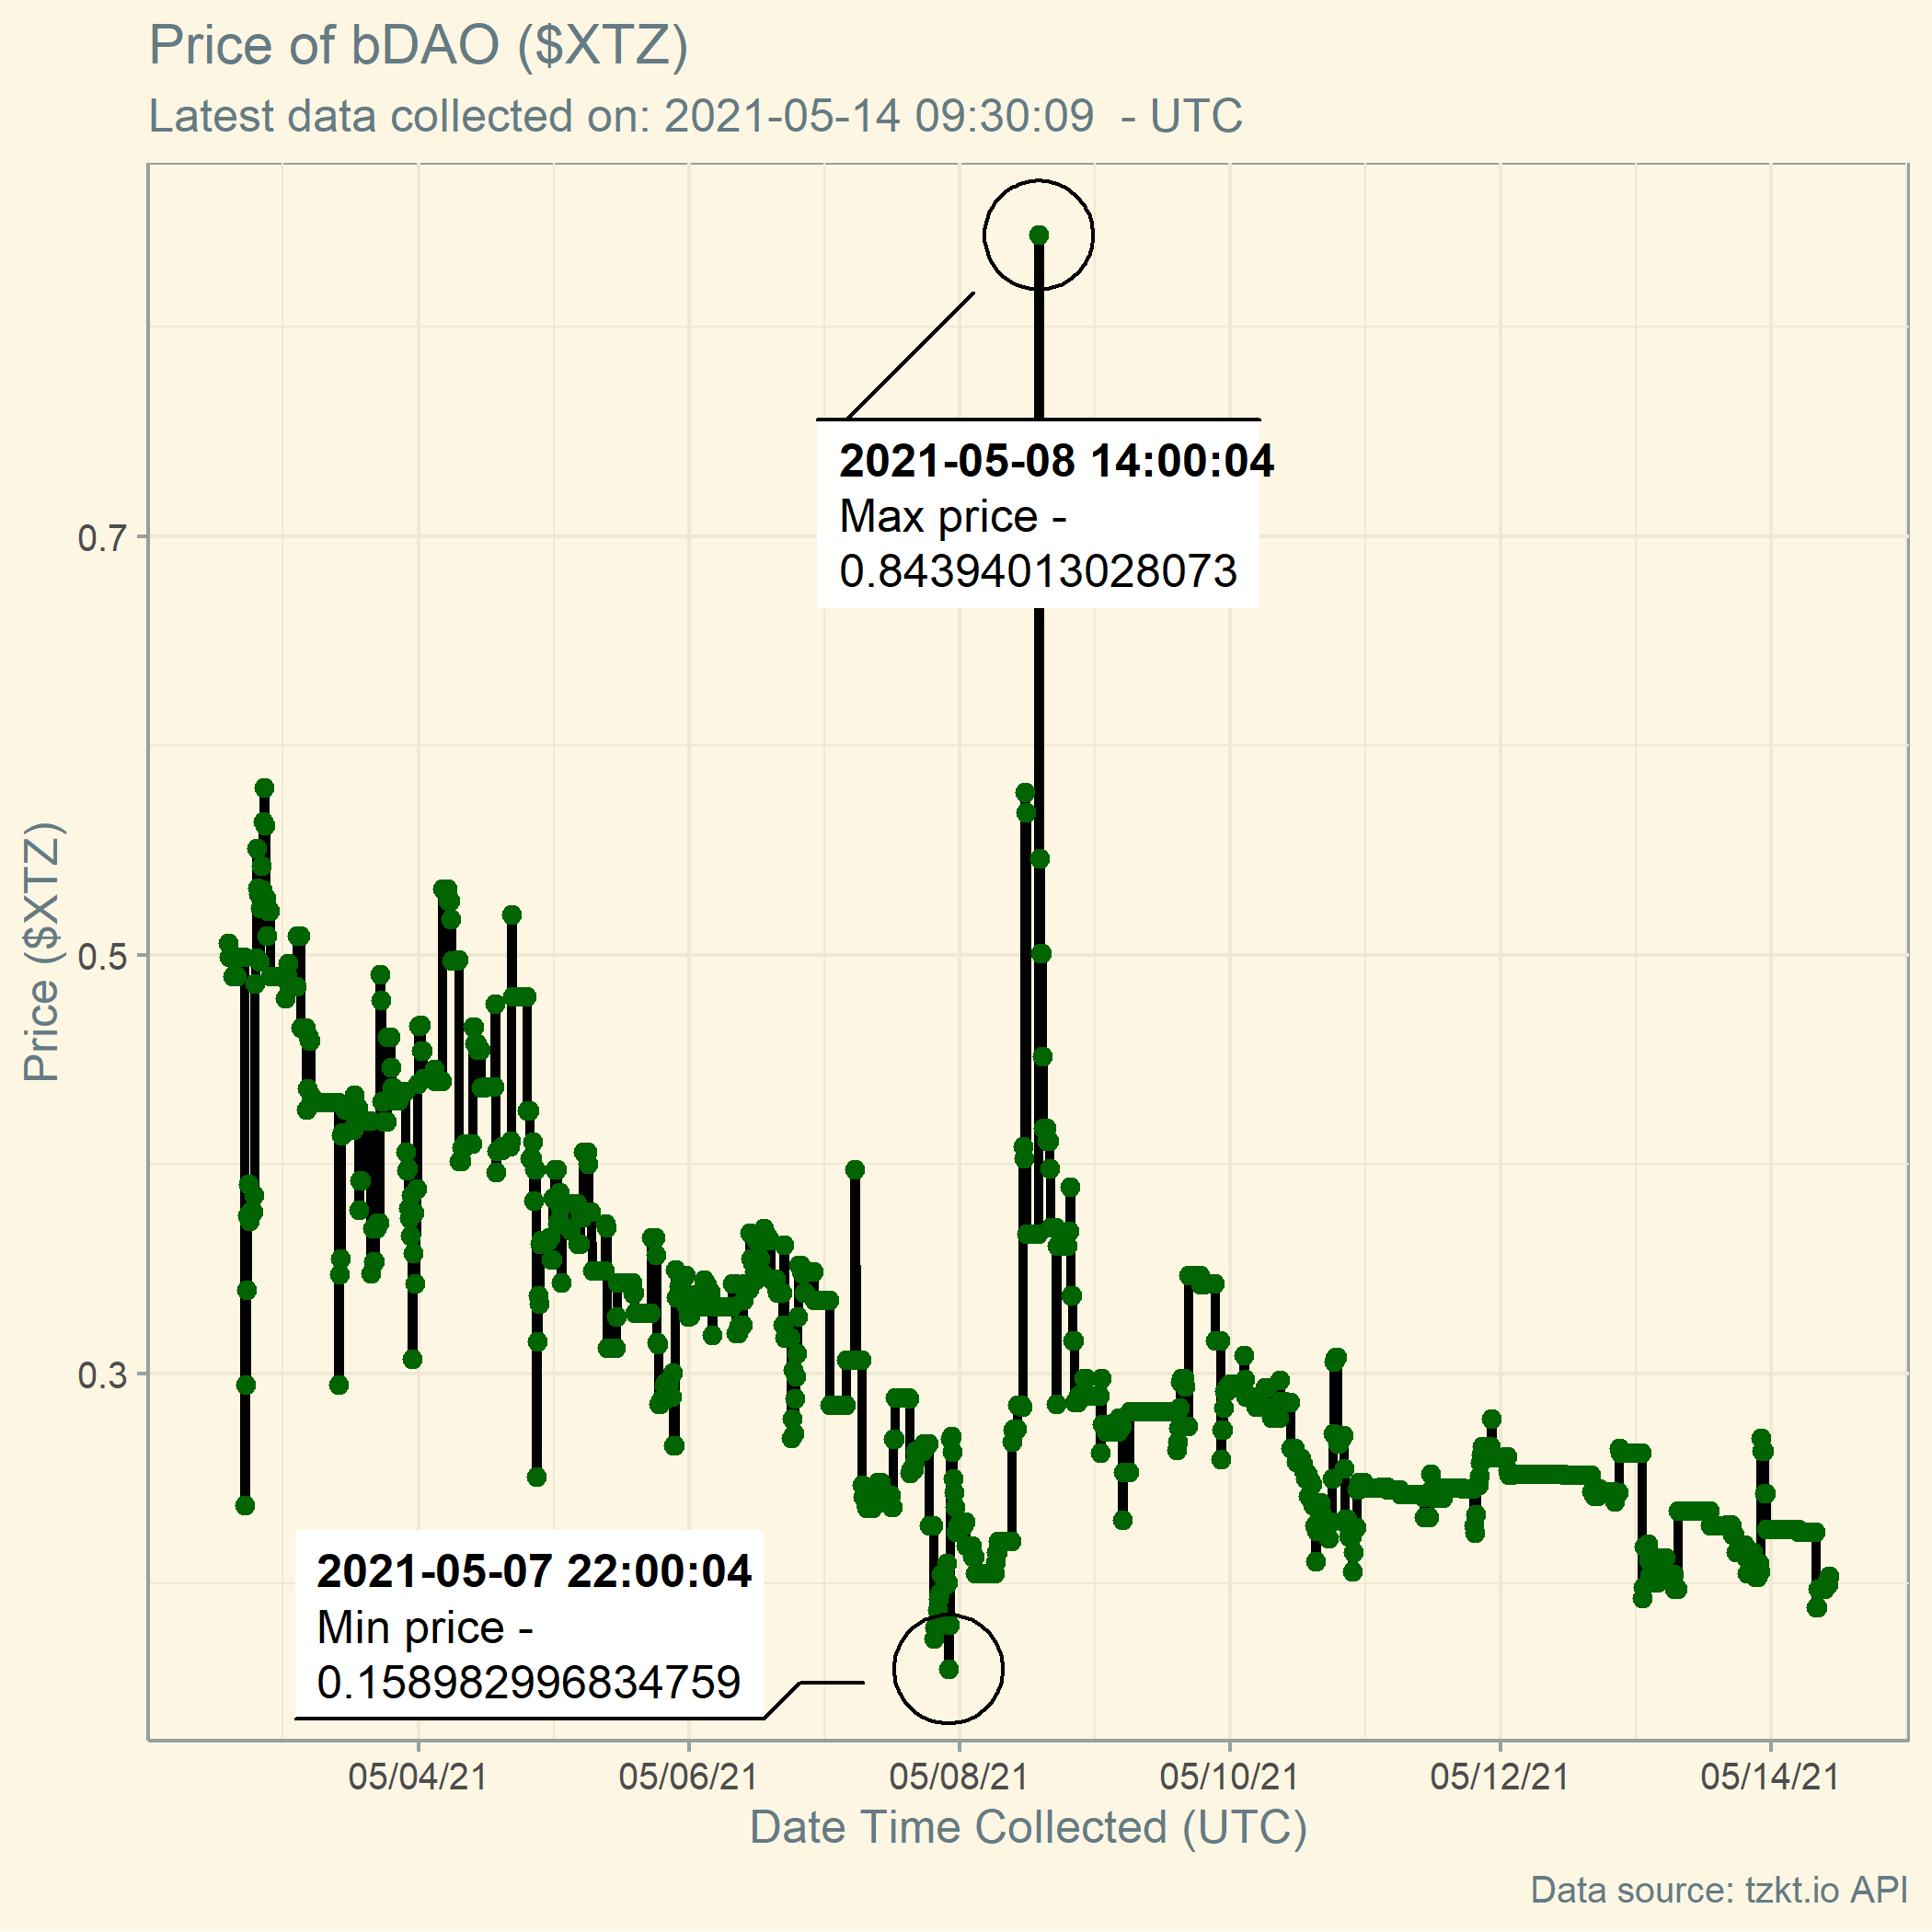 Price of bDAO ($XTZ)
Latest data collected on: 2021-05-14 09:30:09  - UTC
2021-05-08 14:00:04
Max price -
0.84394013028073
0.7
0.5
0.3
Price ($XTZ)
2021-05-07 22:00:04
Min price -
0.158982996834759
05/04/21 05/06/21 05/08/21 05/10/21 05/12/21 05/14/21
Date Time Collected (UTC)
Data source: tzkt.io API